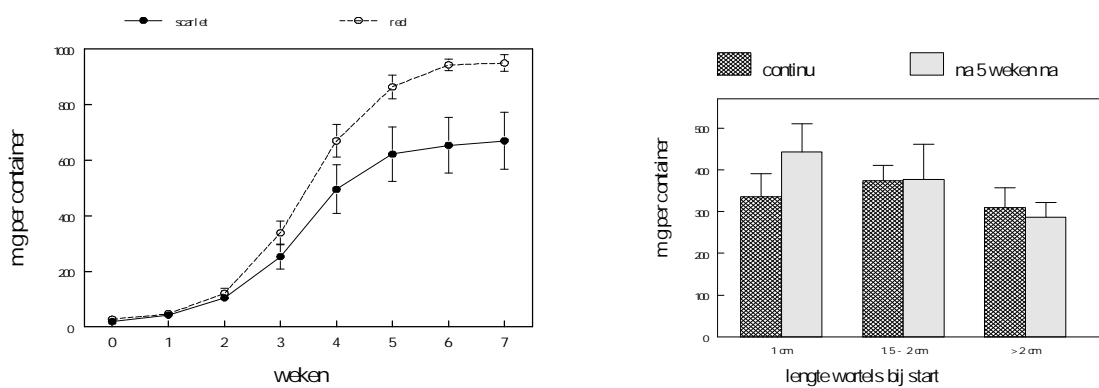 scarlet red
mg per container
1000
800
600
400
200
0
0 1 2 3 4 5 6 7
weken
continu na 5 weken na
mg per container
500
400
300
200
100
0
1 cm 1.5 - 2 cm > 2 cm
lengte wortels bij start